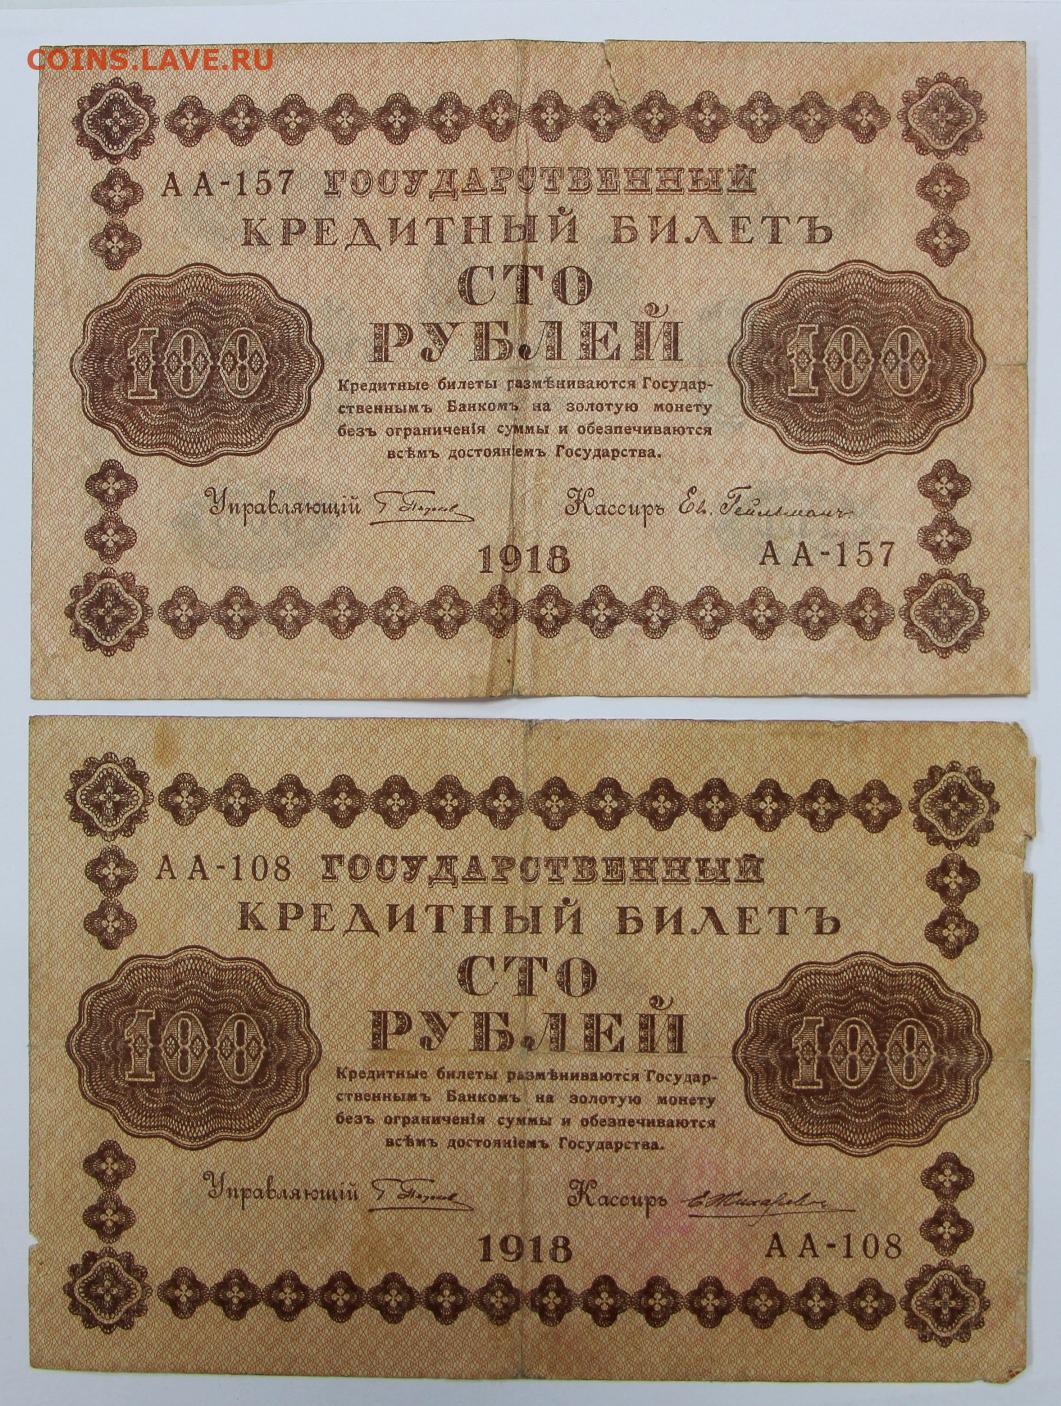 COINS.LAVE.RU
АА-157 ГОСУДАРСТВЕННЫЙ
КРЕДИТНЫЙ БИЛЕТЪ
СТО
РУБЛЕЙ
100 100
Кредитные билеты размѣниваются Государ-
ственнымъ Банкомъ на золотую монету
безъ ограниченія суммы и обезпечиваются
всѣмъ достояніемъ Государства.
Управляющій Кассиръ Ев. Гейльманъ
1918
АА-157
АА-108 ГОСУДАРСТВЕННЫЙ
КРЕДИТНЫЙ БИЛЕТЪ
СТО
РУБЛЕЙ
100 100
Кредитные билеты размѣниваются Государ-
ственнымъ Банкомъ на золотую монету
безъ ограниченія суммы и обезпечиваются
всѣмъ достояніемъ Государства.
Управляющій Кассиръ
1918 АА-108